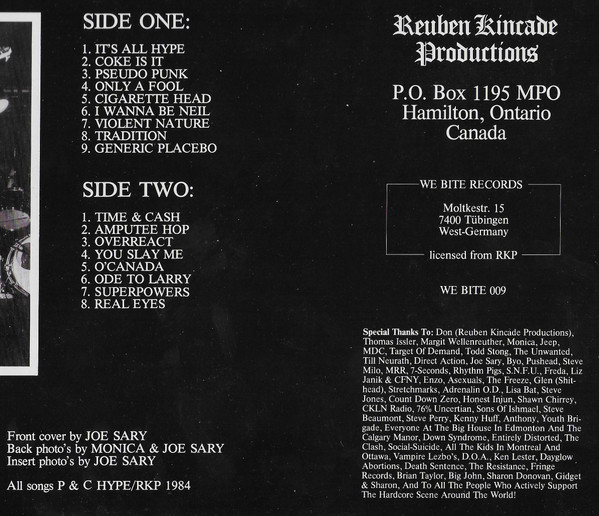 SIDE ONE:
1. IT'S ALL HYPE
2. COKE IS IT
3. PSEUDO PUNK
4. ONLY A FOOL
5. CIGARETTE HEAD
6. I WANNA BE NEIL
7. VIOLENT NATURE
8. TRADITION
9. GENERIC PLACEBO
SIDE TWO:
1. TIME & CASH
2. AMPUTEE HOP
3. OVERREACT
4. YOU SLAY ME
5. O'CANADA
6. ODE TO LARRY
7. SUPERPOWERS
8. REAL EYES
Front cover by JOE SARY
Back photo's by MONICA & JOE SARY
Insert photo's by JOE SARY
All songs P & C HYPE/RKP 1984
Reuben Kincade
Productions
P.O. Box 1195 MPO
Hamilton, Ontario
Canada
WE BITE RECORDS
Moltkestr. 15
7400 Tübingen
West-Germany
licensed from RKP
WE BITE 009
Special Thanks To: Don (Reuben Kincade Productions),
Thomas Issler, Margit Wellenreuther, Monica, Jeep,
MDC, Target Of Demand, Todd Stong, The Unwanted,
Till Neurath, Direct Action, Joe Sary, Byo, Pushead, Steve
Milo, MRR, 7-Seconds, Rhythm Pigs, S.N.F.U., Freda, Liz
Janik & CFNY, Enzo, Asexuals, The Freeze, Glen (Shit-
head), Stretchmarks, Adrenalin O.D., Lisa Bat, Steve
Jones, Count Down Zero, Honest Injun, Shawn Chirrey,
CKLN Radio, 76% Uncertian, Sons Of Ishmael, Steve
Beaumont, Steve Perry, Kenny Huff, Anthony, Youth Bri-
gade, Everyone At The Big House In Edmonton And The
Calgary Manor, Down Syndrome, Entirely Distorted, The
Clash, Social-Suicide, All The Kids In Montreal And
Ottawa, Vampire Lezbo's, D.O.A., Ken Lester, Dayglow
Abortions, Death Sentence, The Resistance, Fringe
Records, Brian Taylor, Big John, Sharon Donovan, Gidget
& Sharon, And To All The People Who Actively Support
The Hardcore Scene Around The World!